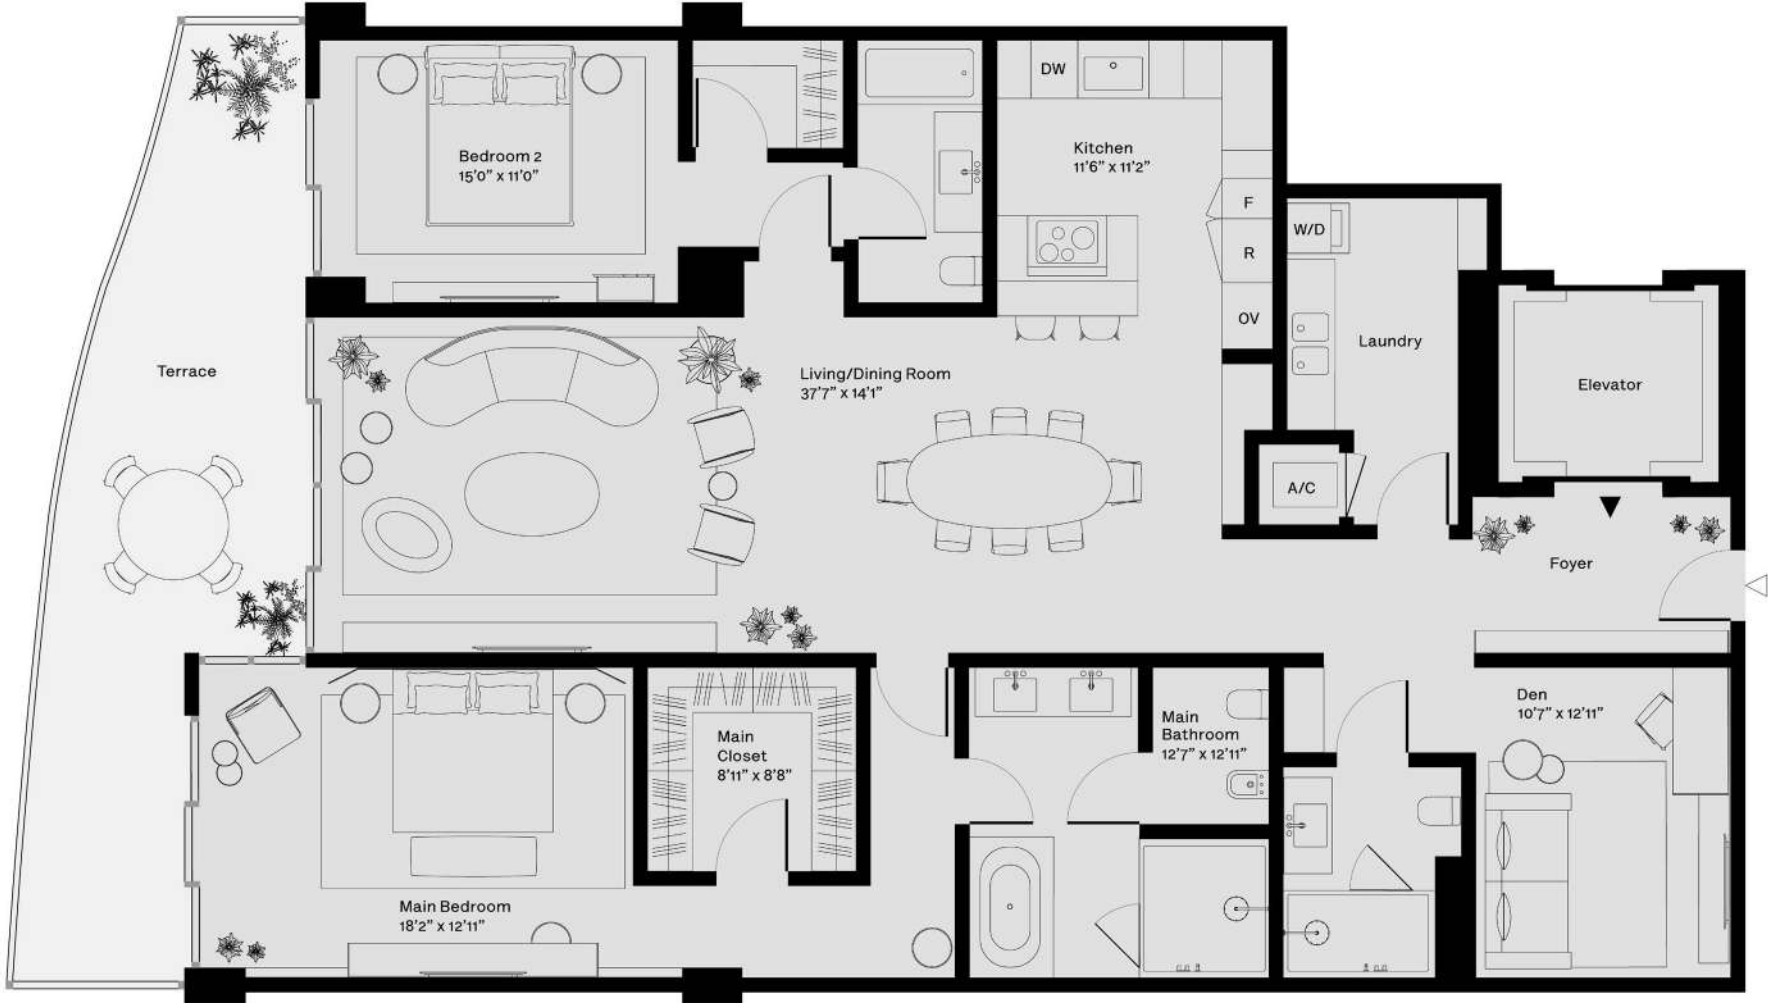 DW
Bedroom 2
15'0" x 11'0"
Kitchen
11'6" x 11'2"
F
W/D
R
OV
Laundry
Terrace
Living/Dining Room
37'7" x 14'1"
Elevator
A/C
Foyer
Den
10'7" x 12'11"
Main
Bathroom
12'7" x 12'11"
Main
Closet
8'11" x 8'8"
Main Bedroom
18'2" x 12'11"